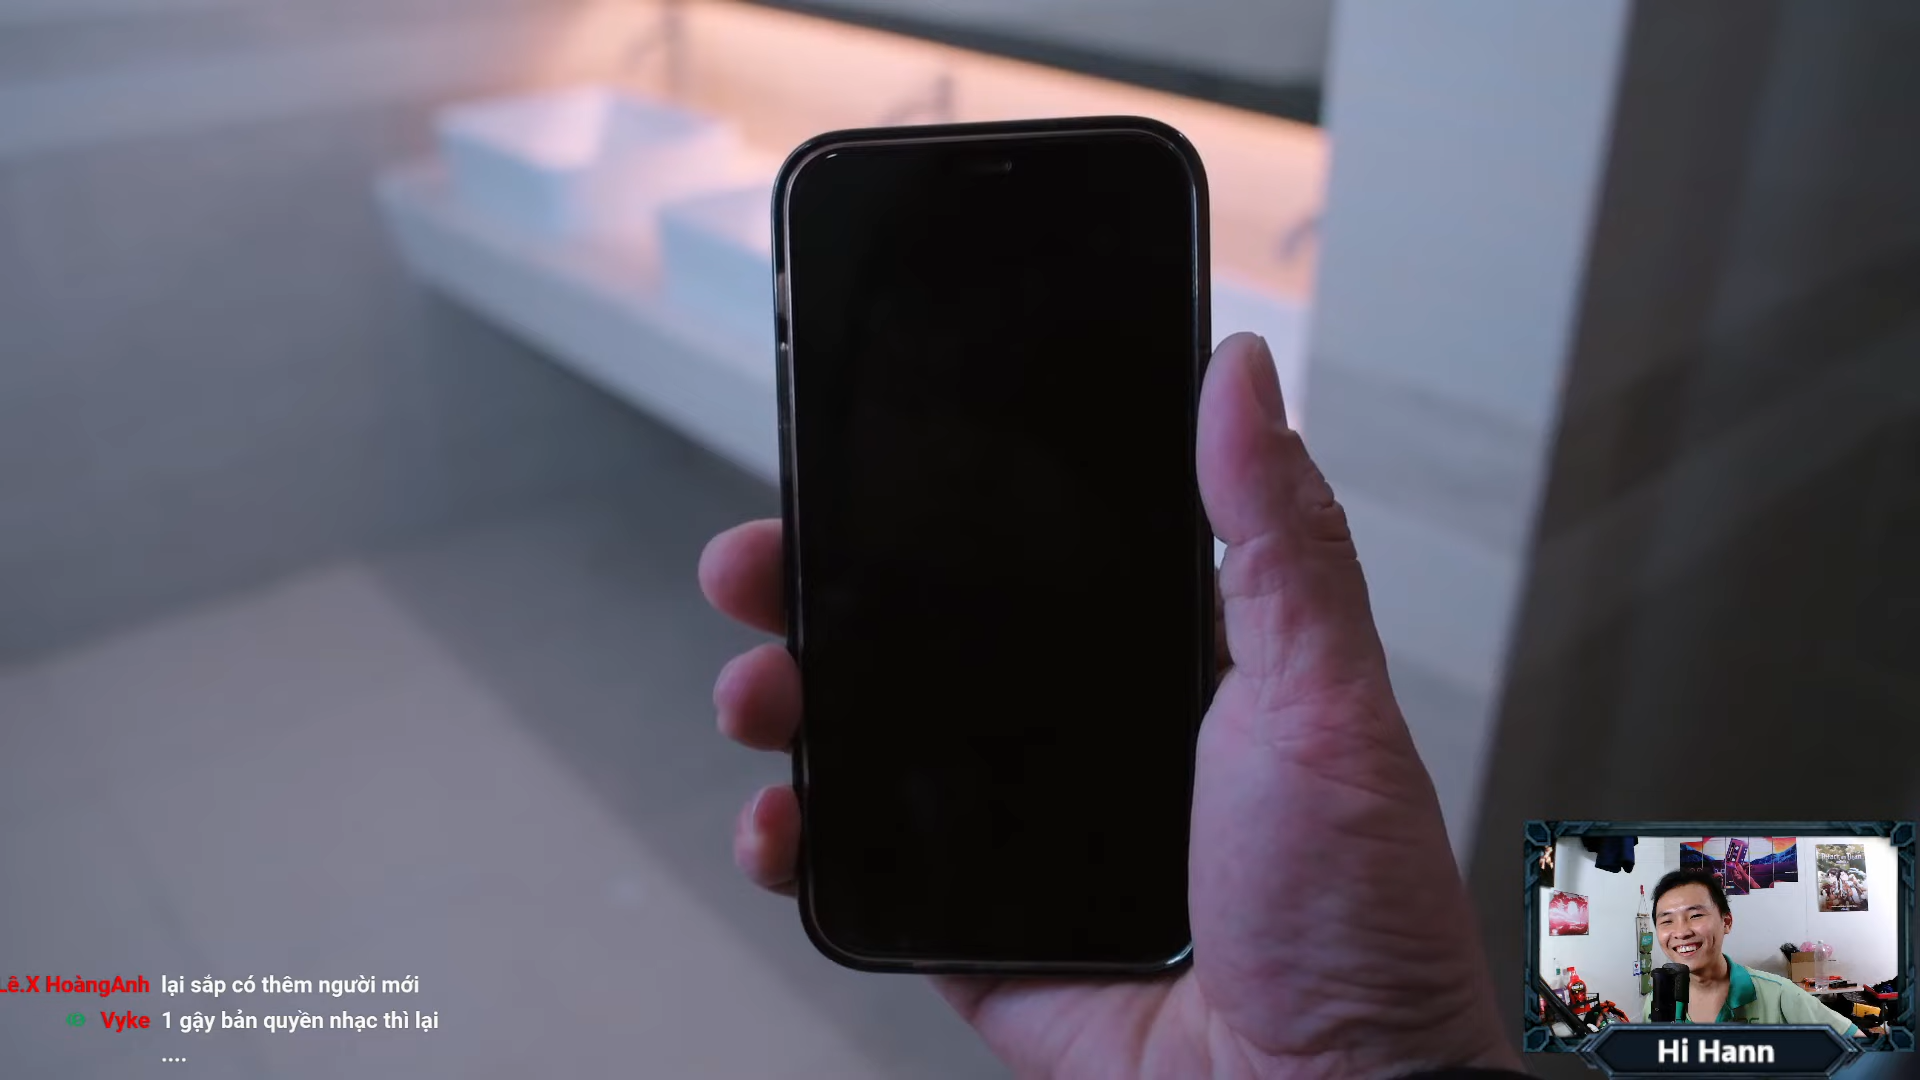 Lê.X HoàngAnh lại sắp có thêm người mới
Vyke 1 gậy bản quyền nhạc thì lại
....
Hi Hann